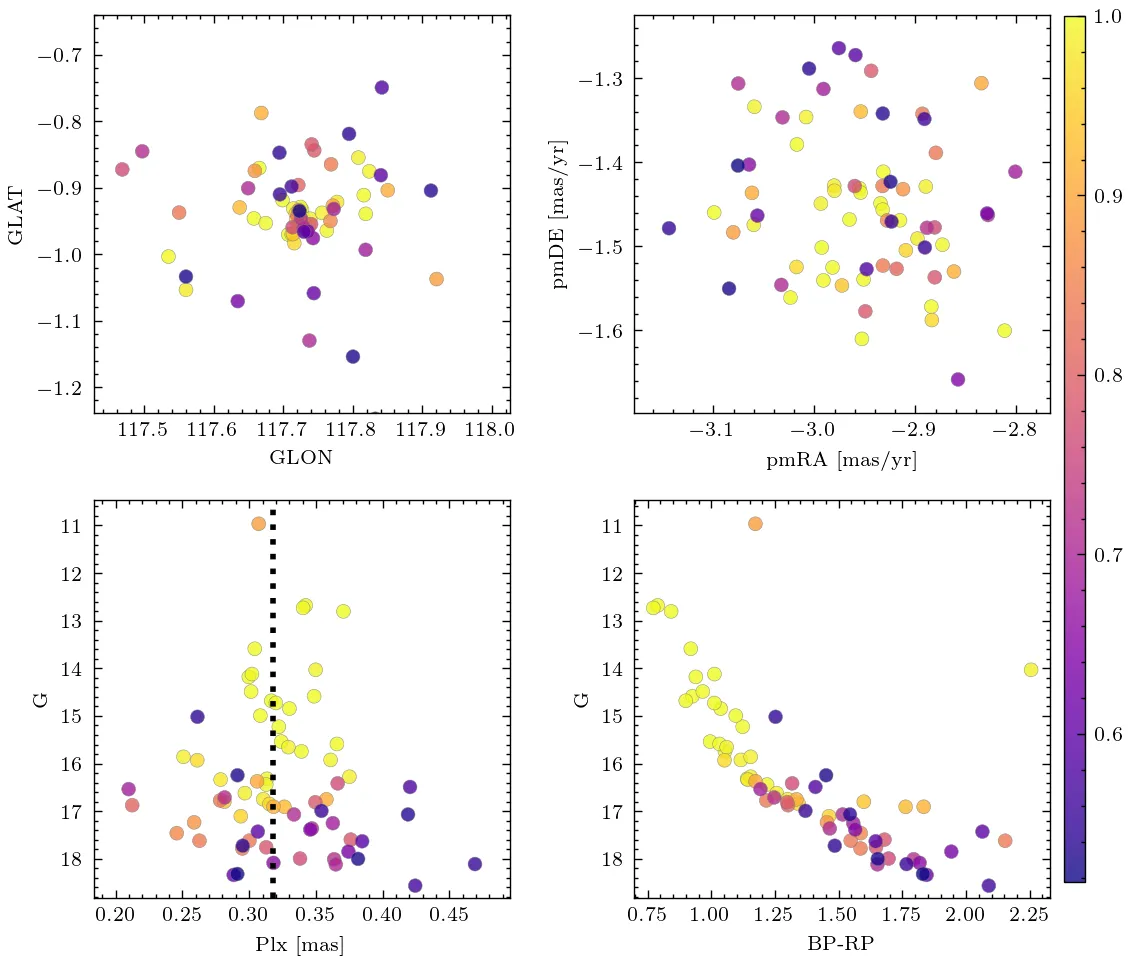 −0.7
−0.8
−0.9
−1.0
−1.1
−1.2
GLAT
117.5 117.6 117.7 117.8 117.9 118.0
GLON
−1.3
−1.4
−1.5
−1.6
pmDE [mas/yr]
−3.1 −3.0 −2.9 −2.8
pmRA [mas/yr]
1.0
0.9
0.8
0.7
0.6
11
12
13
14
15
16
17
18
G
0.20 0.25 0.30 0.35 0.40 0.45
Plx [mas]
11
12
13
14
15
16
17
18
G
0.75 1.00 1.25 1.50 1.75 2.00 2.25
BP-RP